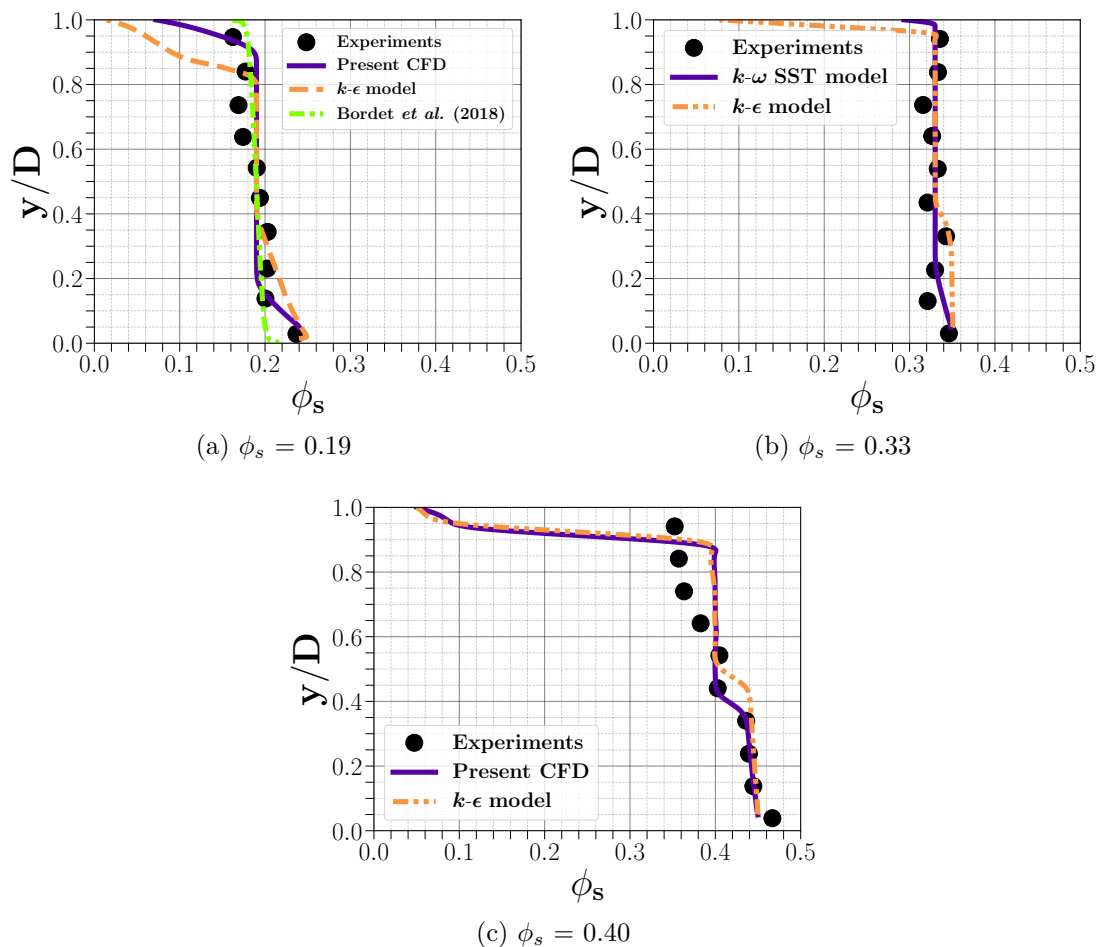 1.0
0.8
0.6
0.4
0.2
0.0
y/D
Experiments
Present CFD
k-ϵ model
Bordet et al. (2018)
0.0 0.1 0.2 0.3 0.4 0.5
ϕs
(a) ϕs = 0.19
1.0
0.8
0.6
0.4
0.2
0.0
y/D
Experiments
k-ω SST model
k-ϵ model
0.0 0.1 0.2 0.3 0.4 0.5
ϕs
(b) ϕs = 0.33
1.0
0.8
0.6
0.4
0.2
0.0
y/D
Experiments
Present CFD
k-ϵ model
0.0 0.1 0.2 0.3 0.4 0.5
ϕs
(c) ϕs = 0.40